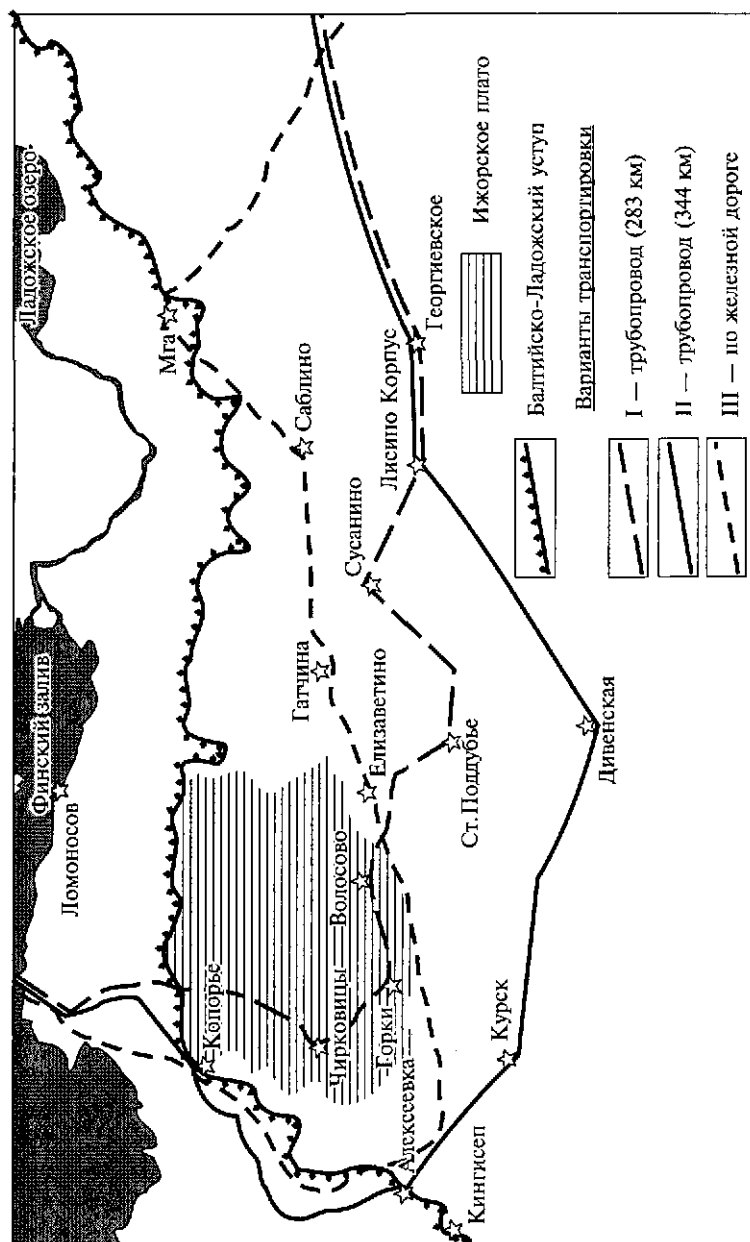 Ладожское озеро
Финский залив
Ломоносов
Мга
Копорье
Саблино
Гатчина
Елизаветино
Волосово
Чирковицы
Горки
Сусанино
Лисино Корпус
Георгиевское
Ст.Поддубье
Алексеевка
Кингисеп
Курск
Дивенская
Ижорское плато
Балтийско-Ладожский уступ
Варианты транспортировки
I — трубопровод (283 км)
II — трубопровод (344 км)
III — по железной дороге